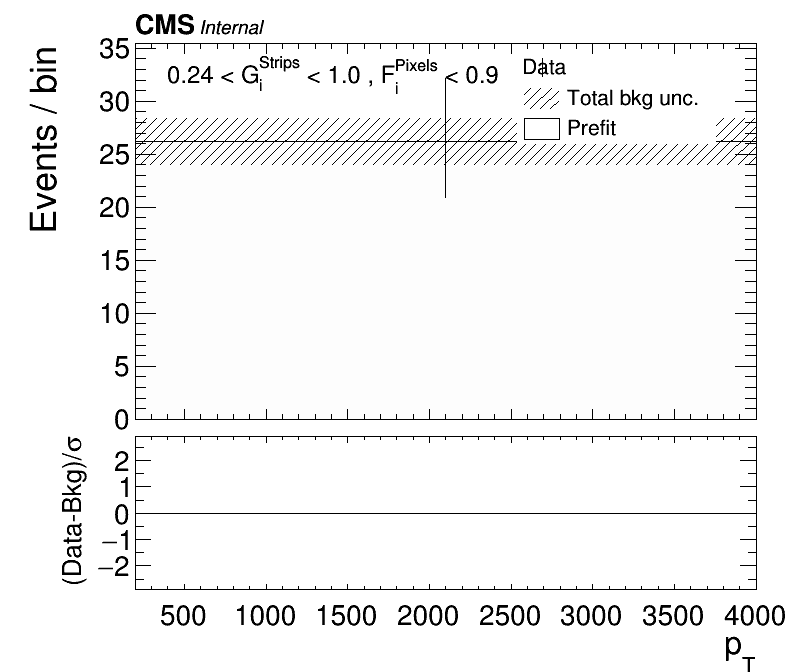 CMS Internal
Events / bin
35
30
25
20
15
10
5
0
0.24 < G_i^Strips < 1.0 , F_i^Pixels < 0.9
Data
Total bkg unc.
Prefit
(Data-Bkg)/σ
2
1
0
−1
−2
500 1000 1500 2000 2500 3000 3500 4000
p_T